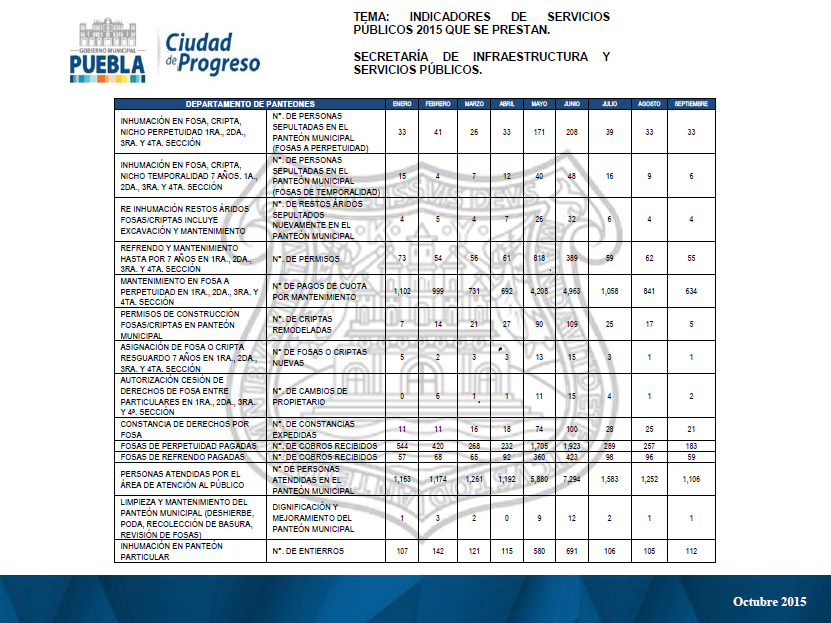 TEMA: INDICADORES DE SERVICIOS
PÚBLICOS 2015 QUE SE PRESTAN.
SECRETARÍA DE INFRAESTRUCTURA Y
SERVICIOS PÚBLICOS.
GOBIERNO MUNICIPAL
PUEBLA
Ciudad
de Progreso
DEPARTAMENTO DE PANTEONES ENERO FEBRERO MARZO ABRIL MAYO JUNIO JULIO AGOSTO SEPTIEMBRE
INHUMACIÓN EN FOSA, CRIPTA,
NICHO PERPETUIDAD 1RA., 2DA.,
3RA. Y 4TA. SECCIÓN
N°. DE PERSONAS
SEPULTADAS EN EL
PANTEÓN MUNICIPAL
(FOSAS A PERPETUIDAD)
33 41 26 33 171 208 39 33 33
INHUMACIÓN EN FOSA, CRIPTA,
NICHO TEMPORALIDAD 7 AÑOS. 1A.,
2DA., 3RA. Y 4TA. SECCIÓN
N°. DE PERSONAS
SEPULTADAS EN EL
PANTEÓN MUNICIPAL
(FOSAS DE TEMPORALIDAD)
15 4 7 12 40 48 16 9 6
RE INHUMACIÓN RESTOS ÁRIDOS
FOSAS/CRIPTAS INCLUYE
EXCAVACIÓN Y MANTENIMIENTO
N°. DE RESTOS ÁRIDOS
SEPULTADOS
NUEVAMENTE EN EL
PANTEÓN MUNICIPAL
4 5 4 7 26 32 6 4 4
REFRENDO Y MANTENIMIENTO
HASTA POR 7 AÑOS EN 1RA., 2DA.,
3RA. Y 4TA. SECCIÓN
N°. DE PERMISOS
73 54 56 61 818 389 59 62 55
MANTENIMIENTO EN FOSA A
PERPETUIDAD EN 1RA., 2DA., 3RA. Y
4TA. SECCIÓN
N° DE PAGOS DE CUOTA
POR MANTENIMIENTO
1,102 999 731 692 4,208 4,963 1,058 841 634
PERMISOS DE CONSTRUCCIÓN
FOSAS/CRIPTAS EN PANTEÓN
MUNICIPAL
N°. DE CRIPTAS
REMODELADAS
7 14 21 27 90 109 25 17 5
ASIGNACIÓN DE FOSA O CRIPTA
RESGUARDO 7 AÑOS EN 1RA., 2DA.,
3RA. Y 4TA. SECCIÓN
N° DE FOSAS O CRIPTAS
NUEVAS
5 2 3 3 13 15 3 1 1
AUTORIZACIÓN CESIÓN DE
DERECHOS DE FOSA ENTRE
PARTICULARES EN 1RA., 2DA., 3RA.
Y 4ª. SECCIÓN
N°. DE CAMBIOS DE
PROPIETARIO
0 6 1 1 11 15 4 1 2
CONSTANCIA DE DERECHOS POR
FOSA
N°. DE CONSTANCIAS
EXPEDIDAS
11 11 16 18 74 100 28 25 21
FOSAS DE PERPETUIDAD PAGADAS N°. DE COBROS RECIBIDOS 544 420 268 232 1,705 1,923 289 257 183
FOSAS DE REFRENDO PAGADAS N°. DE COBROS RECIBIDOS 57 68 65 92 360 423 98 96 59
PERSONAS ATENDIDAS POR EL
ÁREA DE ATENCIÓN AL PÚBLICO
N° DE PERSONAS
ATENDIDAS EN EL
PANTEÓN MUNICIPAL
1,163 1,174 1,261 1,192 5,880 7,294 1,583 1,252 1,106
LIMPIEZA Y MANTENIMIENTO DEL
PANTEÓN MUNICIPAL (DESHIERBE,
PODA, RECOLECCIÓN DE BASURA,
REVISIÓN DE FOSAS)
DIGNIFICACIÓN Y
MEJORAMIENTO DEL
PANTEÓN MUNICIPAL
1 3 2 0 9 12 2 1 1
INHUMACIÓN EN PANTEÓN
PARTICULAR
N°. DE ENTIERROS
107 142 121 115 580 691 106 105 112
Octubre 2015